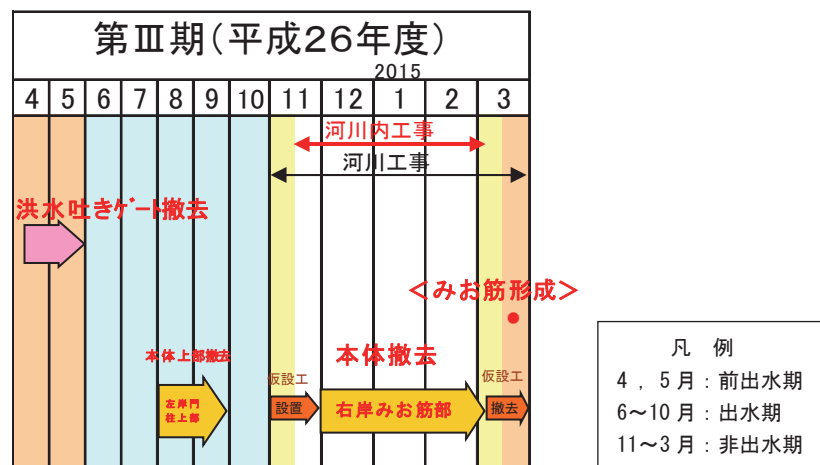 第Ⅲ期(平成26年度)
2015
4 5 6 7 8 9 10 11 12 1 2 3
河川内工事
河川工事
洪水吐きｹﾞｰﾄ撤去
＜みお筋形成＞
本体上部撤去
本体撤去
仮設工
仮設工
左岸門
柱上部
設置
右岸みお筋部
撤去
凡 例
4 , 5月：前出水期
6～10月：出水期
11～3月：非出水期